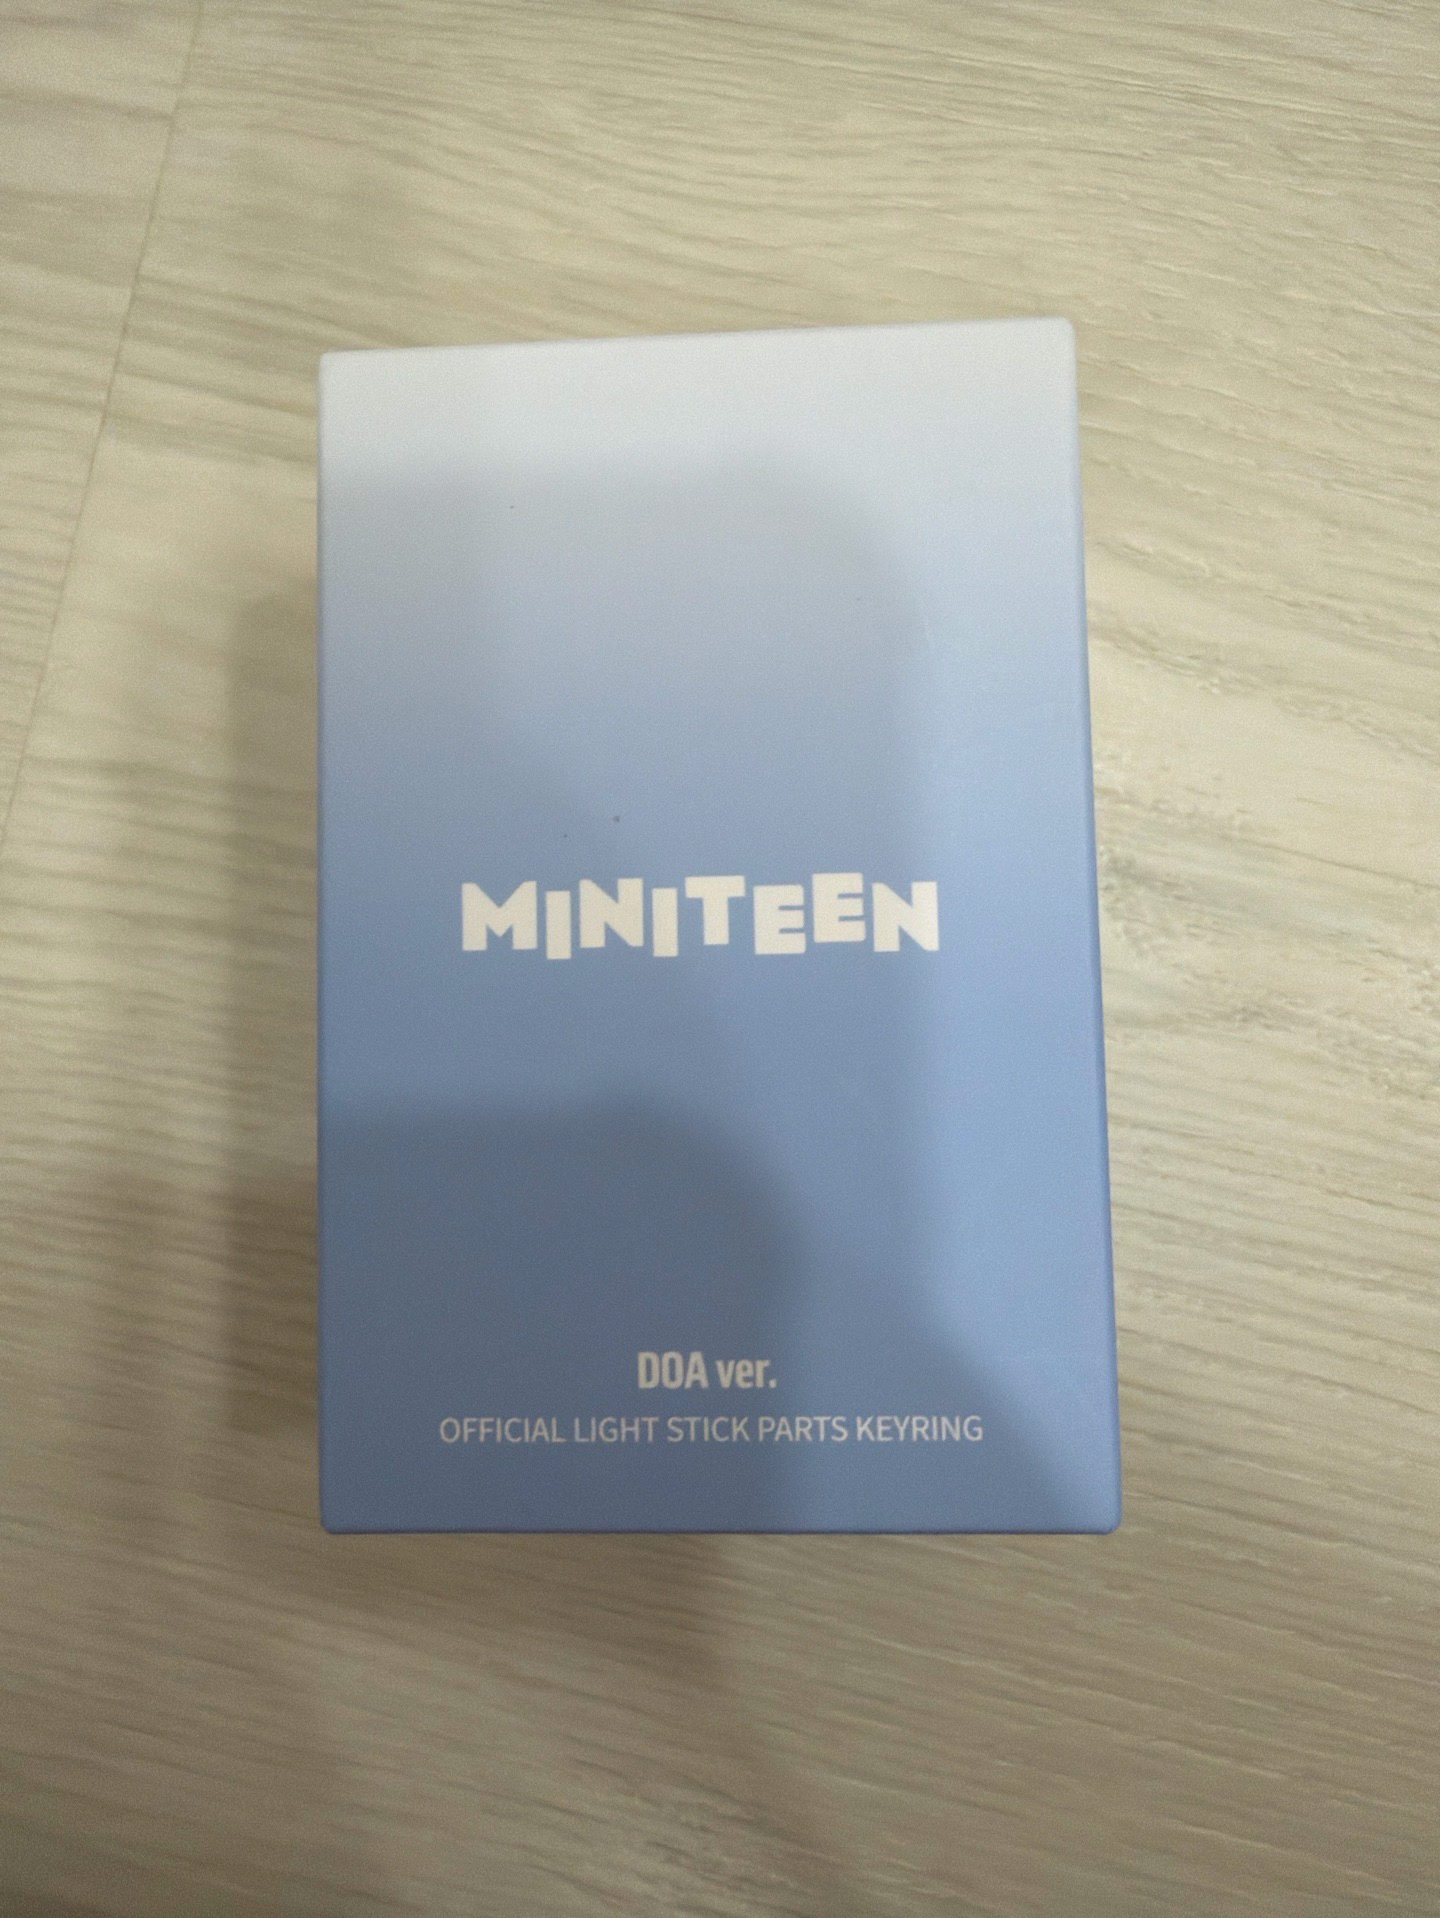 MINITEEN
DOA ver.
OFFICIAL LIGHT STICK PARTS KEYRING